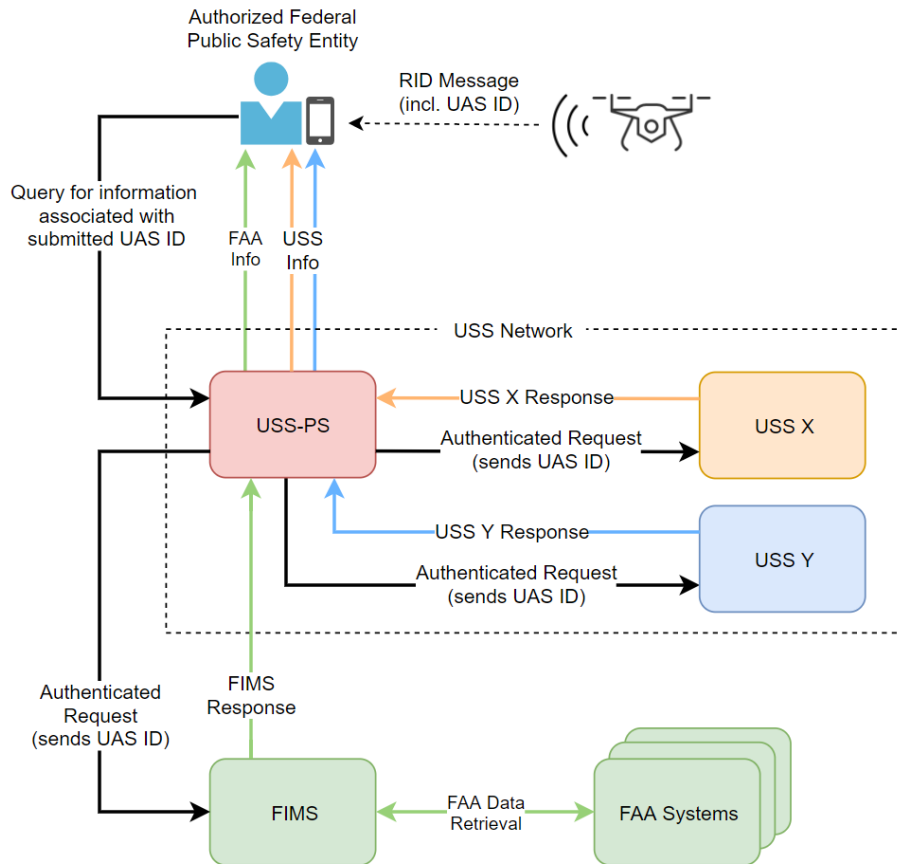 Authorized Federal
Public Safety Entity
RID Message
(incl. UAS ID)
Query for information
associated with
submitted UAS ID
FAA
Info
USS
Info
USS Network
USS-PS
USS X Response
USS X
Authenticated Request
(sends UAS ID)
USS Y Response
USS Y
Authenticated Request
(sends UAS ID)
Authenticated
Request
(sends UAS ID)
FIMS
Response
FIMS
FAA Data
Retrieval
FAA Systems